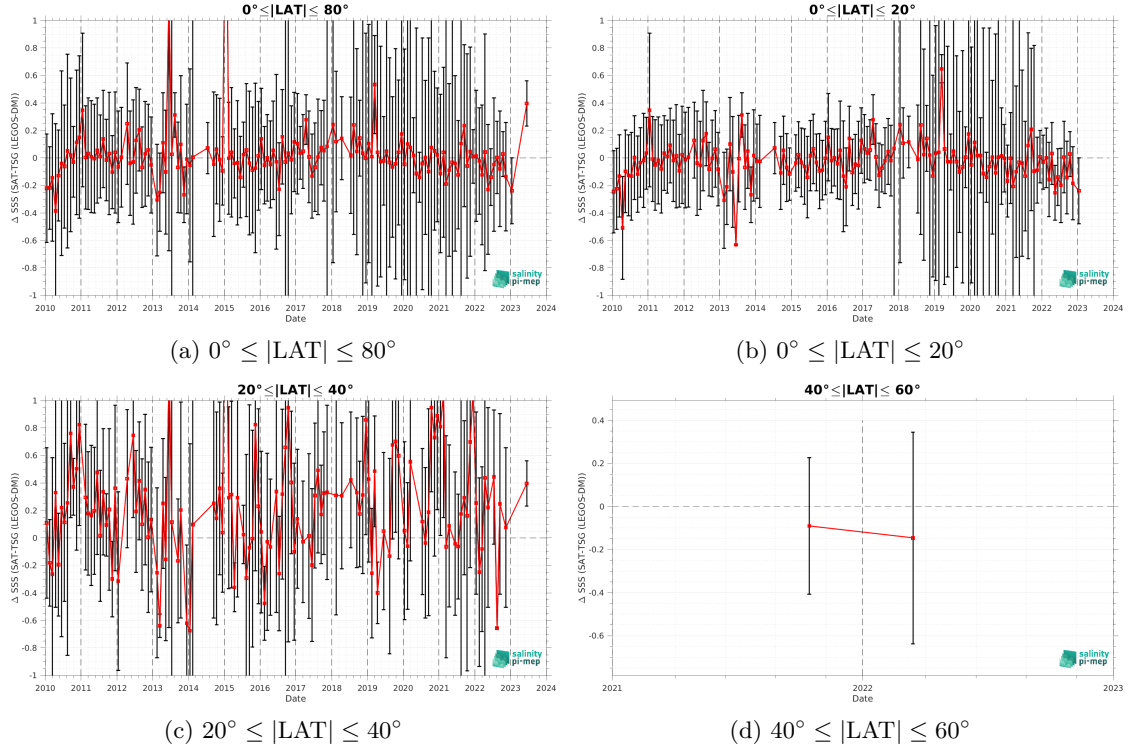 0°≤|LAT|≤ 80°
Δ SSS (SAT-TSG (LEGOS-DM))
1
0.8
0.6
0.4
0.2
0
-0.2
-0.4
-0.6
-0.8
-1
2010 2011 2012 2013 2014 2015 2016 2017 2018 2019 2020 2021 2022 2023 2024
Date
salinity
pi-mep
(a) 0° ≤ |LAT| ≤ 80°
0°≤|LAT|≤ 20°
Δ SSS (SAT-TSG (LEGOS-DM))
1
0.8
0.6
0.4
0.2
0
-0.2
-0.4
-0.6
-0.8
-1
2010 2011 2012 2013 2014 2015 2016 2017 2018 2019 2020 2021 2022 2023 2024
Date
salinity
pi-mep
(b) 0° ≤ |LAT| ≤ 20°
20°≤|LAT|≤ 40°
Δ SSS (SAT-TSG (LEGOS-DM))
1
0.8
0.6
0.4
0.2
0
-0.2
-0.4
-0.6
-0.8
-1
2010 2011 2012 2013 2014 2015 2016 2017 2018 2019 2020 2021 2022 2023 2024
Date
salinity
pi-mep
(c) 20° ≤ |LAT| ≤ 40°
40°≤|LAT|≤ 60°
Δ SSS (SAT-TSG (LEGOS-DM))
0.4
0.2
0
-0.2
-0.4
-0.6
2021 2022 2023
Date
salinity
pi-mep
(d) 40° ≤ |LAT| ≤ 60°